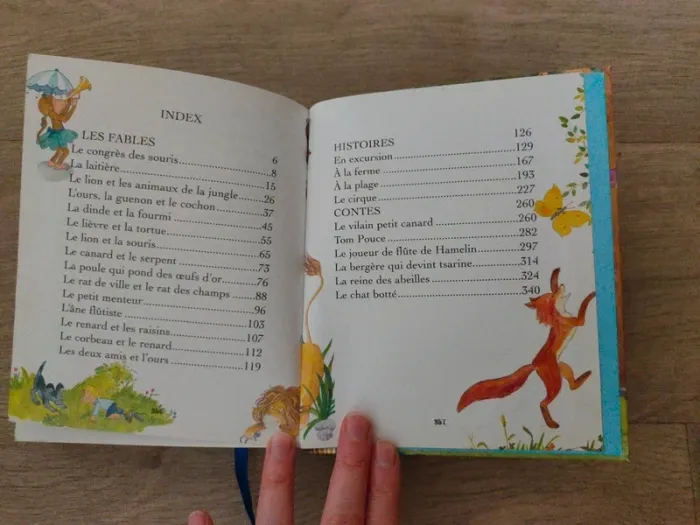 INDEX
LES FABLES 6
Le congrès des souris........................8
La laitière........................15
Le lion et les animaux de la jungle........................26
L'ours, la guenon et le cochon........................37
La dinde et la fourmi........................45
Le lièvre et la tortue........................55
Le lion et la souris........................65
Le canard et le serpent........................73
La poule qui pond des œufs d'or........................76
Le rat de ville et le rat des champs........................88
Le petit menteur........................96
L'âne flûtiste........................103
Le renard et les raisins........................107
Le corbeau et le renard........................112
Les deux amis et l'ours........................119
HISTOIRES 126
En excursion........................129
À la ferme........................167
À la plage........................193
Le cirque........................227
CONTES........................260
Le vilain petit canard........................260
Tom Pouce........................282
Le joueur de flûte de Hamelin........................297
La bergère qui devint tsarine........................314
La reine des abeilles........................324
Le chat botté........................340
357